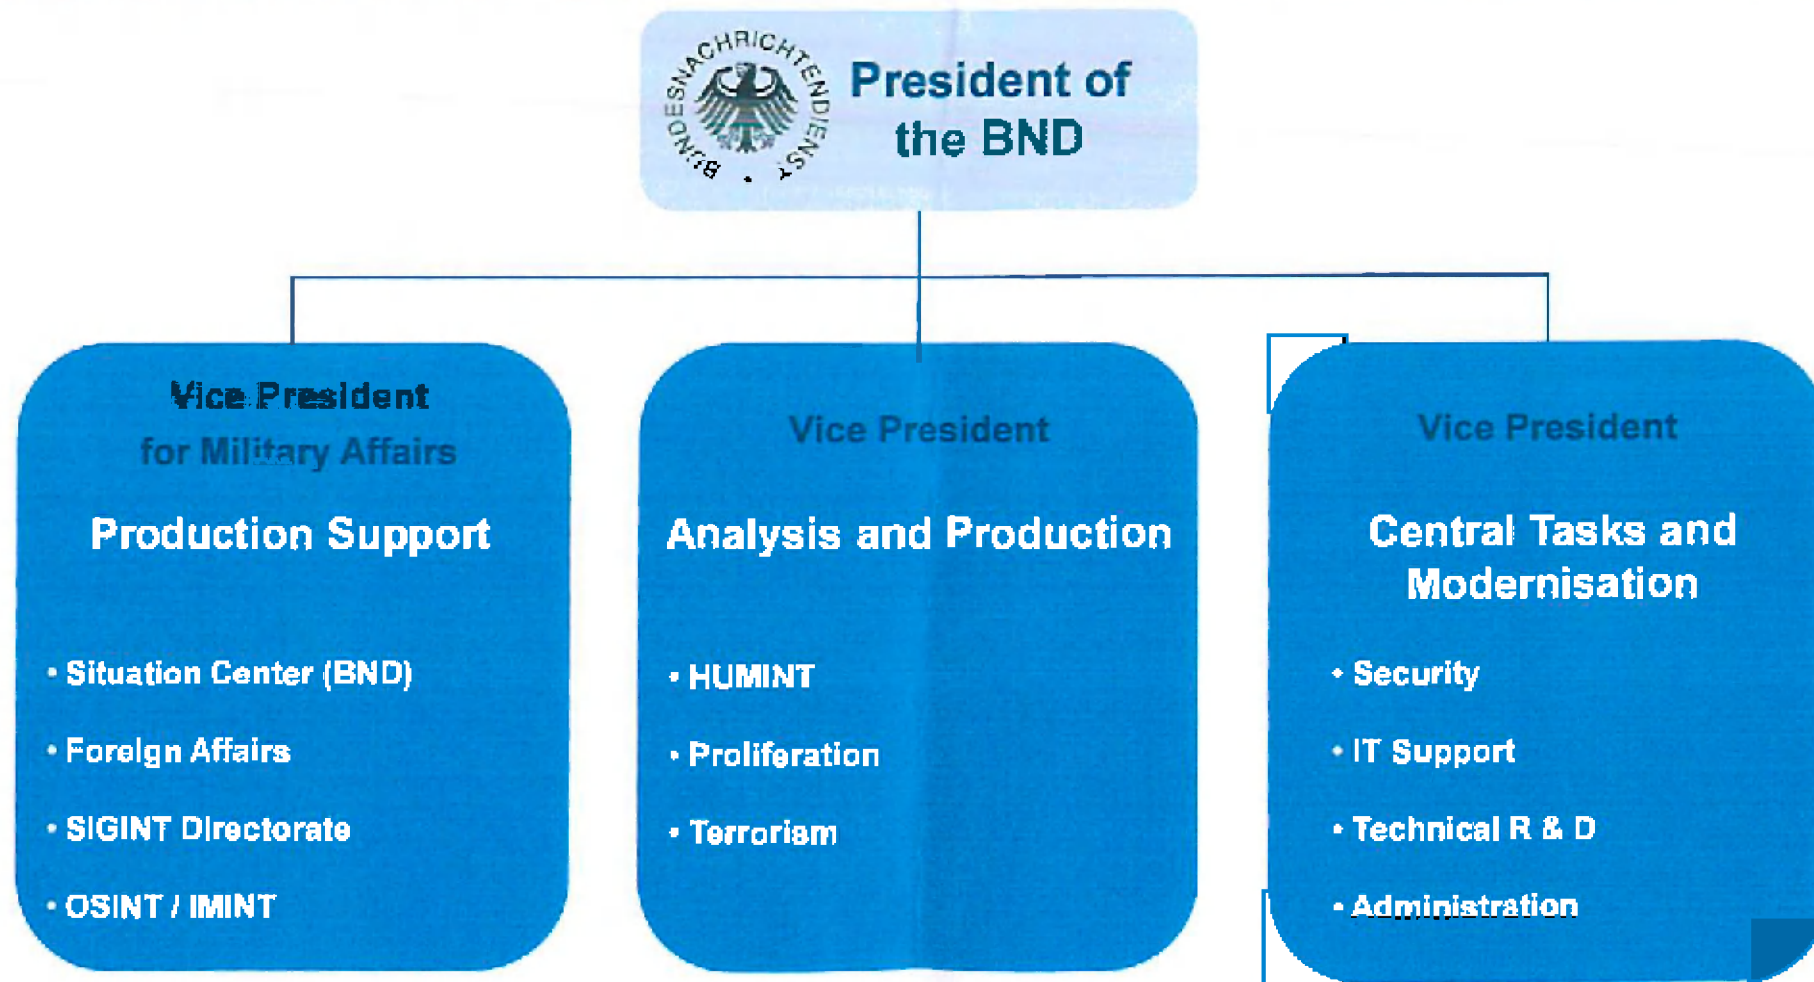 BUNDESNACHRICHTENDIENST •
President of
the BND
Vice President
for Military Affairs
Production Support
• Situation Center (BND)
• Foreign Affairs
• SIGINT Directorate
• OSINT / IMINT
Vice President
Analysis and Production
• HUMINT
• Proliferation
• Terrorism
Vice President
Central Tasks and
Modernisation
• Security
• IT Support
• Technical R & D
• Administration